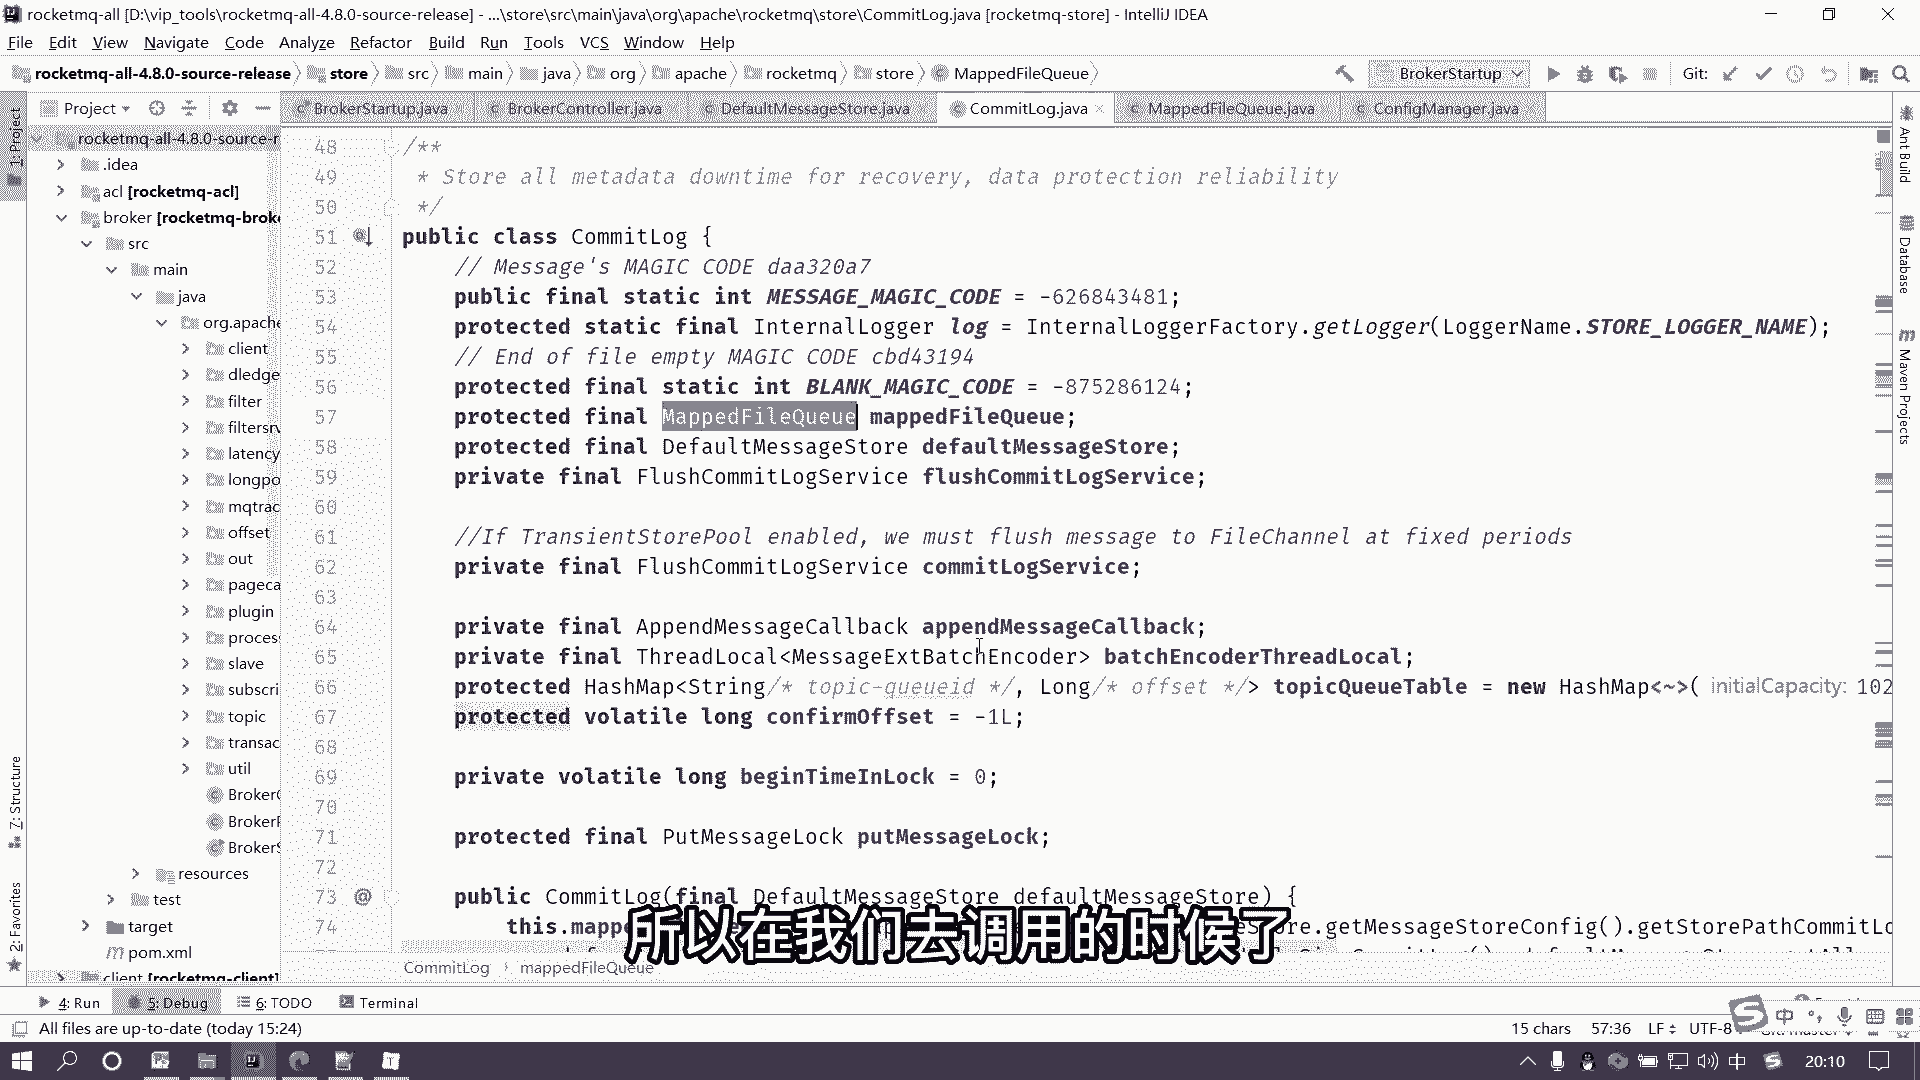 rocketmq-all [D:\vip_tools\rocketmq-all-4.8.0-source-release] - ...\store\src\main\java\org\apache\rocketmq\store\CommitLog.java [rocketmq-store] - IntelliJ IDEA
File Edit View Navigate Code Analyze Refactor Build Run Tools VCS Window Help
rocketmq-all-4.8.0-source-release store src main java org apache rocketmq store MappedFileQueue BrokerStartup Git:
Project BrokerStartup.java BrokerController.java DefaultMessageStore.java CommitLog.java MappedFileQueue.java ConfigManager.java
1: Project
7: Structure
2: Favorites
rocketmq-all-4.8.0-source-r
.idea
acl [rocketmq-acl]
broker [rocketmq-brok
src
main
java
org.apache
client
dledge
filter
filtersrv
latency
longpo
mqtrac
offset
out
pageca
plugin
process
slave
subscri
topic
transac
util
Broker
Broker
Broker
resources
test
target
pom.xml
client [rocketmq-client]
48 /**
49 * Store all metadata downtime for recovery, data protection reliability
50 */
51 public class CommitLog {
52 // Message's MAGIC CODE daa320a7
53 public final static int MESSAGE_MAGIC_CODE = -626843481;
54 protected static final InternalLogger log = InternalLoggerFactory.getLogger(LoggerName.STORE_LOGGER_NAME);
55 // End of file empty MAGIC CODE cbd43194
56 protected final static int BLANK_MAGIC_CODE = -875286124;
57 protected final MappedFileQueue mappedFileQueue;
58 protected final DefaultMessageStore defaultMessageStore;
59 private final FlushCommitLogService flushCommitLogService;
60
61 //If TransientStorePool enabled, we must flush message to FileChannel at fixed periods
62 private final FlushCommitLogService commitLogService;
63
64 private final AppendMessageCallback appendMessageCallback;
65 private final ThreadLocal<MessageExtBatchEncoder> batchEncoderThreadLocal;
66 protected HashMap<String/* topic-queueid */, Long/* offset */> topicQueueTable = new HashMap<~>( initialCapacity: 102
67 protected volatile long confirmOffset = -1L;
68
69 private volatile long beginTimeInLock = 0;
70
71 protected final PutMessageLock putMessageLock;
72
73 public CommitLog(final DefaultMessageStore defaultMessageStore) {
74 this.mapp
re.getMessageStoreConfig().getStorePathCommitLo
所以在我们去调用的时候了
CommitLog mappedFileQueue
Ant Build
Database
Maven Projects
4: Run 5: Debug 6: TODO Terminal
All files are up-to-date (today 15:24) 15 chars 57:36 LF UTF-8
中
中 20:10